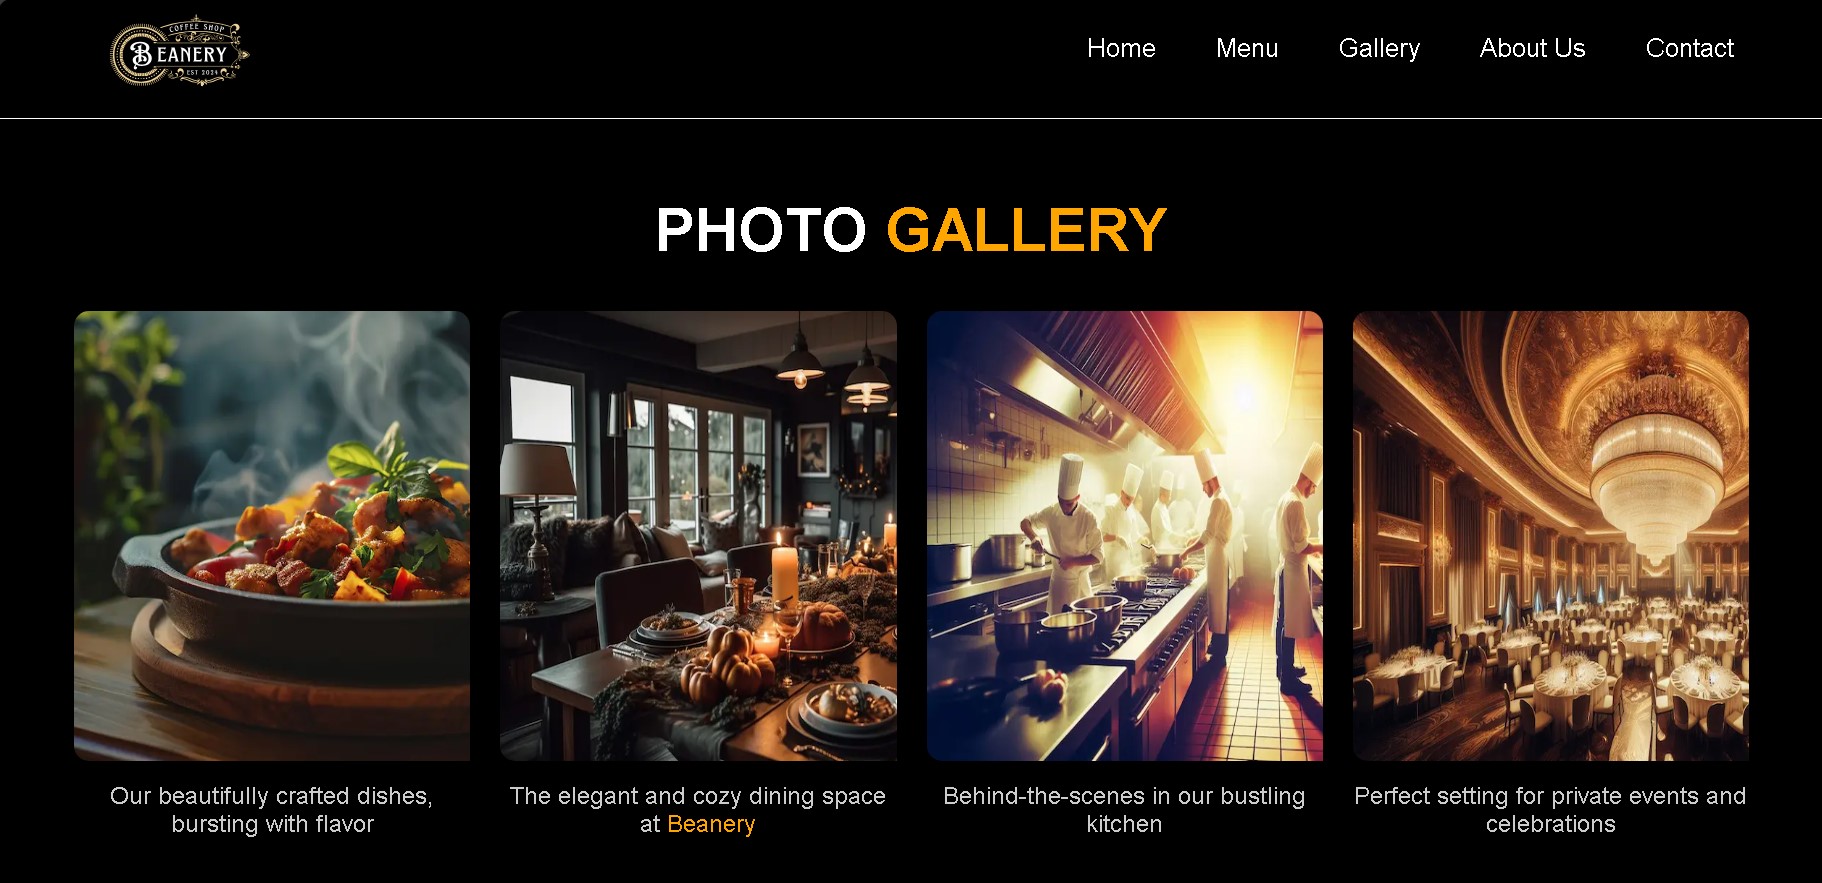 COFFEE SHOP
BEANERY
EST 2024
Home Menu Gallery About Us Contact
PHOTO GALLERY
Our beautifully crafted dishes,
bursting with flavor
The elegant and cozy dining space
at Beanery
Behind-the-scenes in our bustling
kitchen
Perfect setting for private events and
celebrations